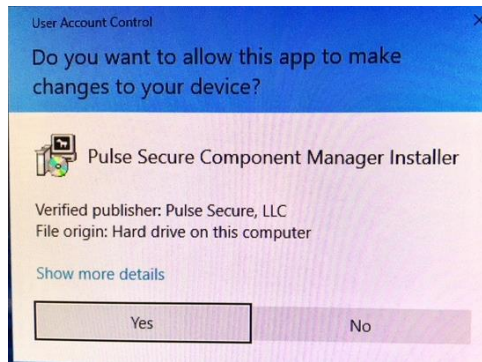 User Account Control
Do you want to allow this app to make
changes to your device?
Pulse Secure Component Manager Installer
Verified publisher: Pulse Secure, LLC
File origin: Hard drive on this computer
Show more details
Yes
No